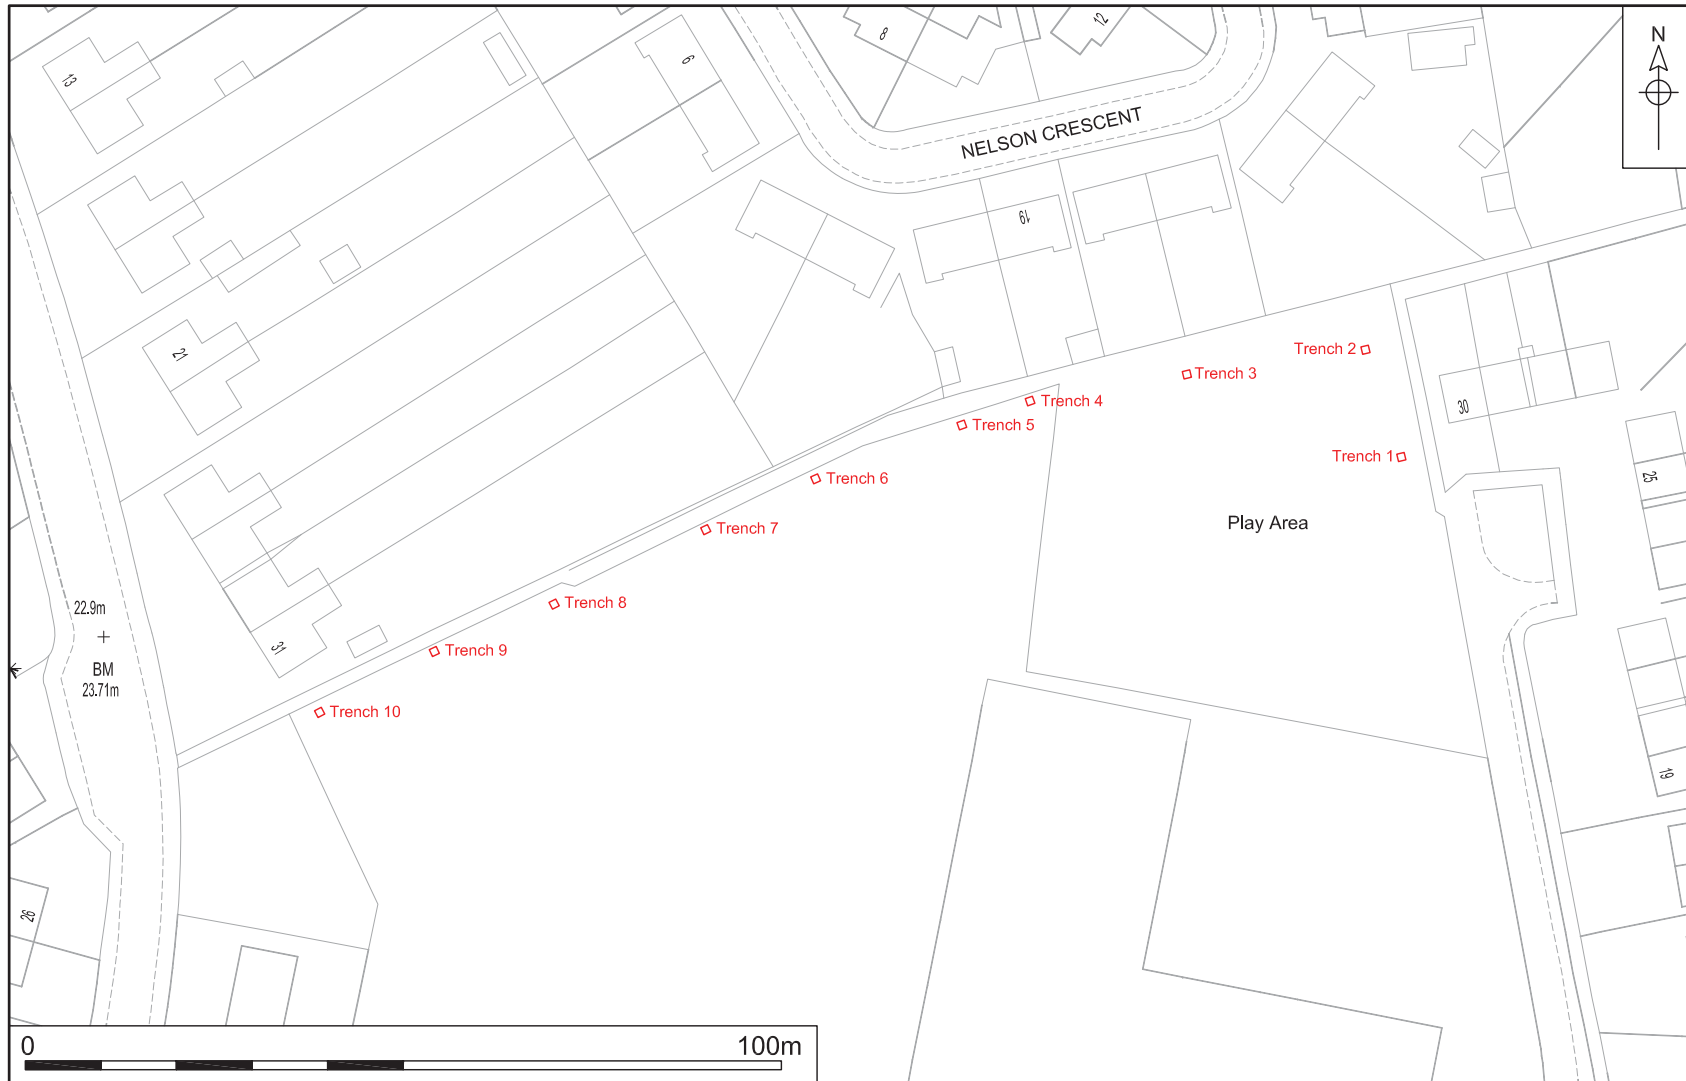 13
6
8
12
N
NELSON CRESCENT
19
21
Trench 2
Trench 3
Trench 4
30
Trench 5
Trench 1
25
Trench 6
Play Area
Trench 7
Trench 8
22.9m
31
Trench 9
BM
23.71m
Trench 10
19
26
0
100m